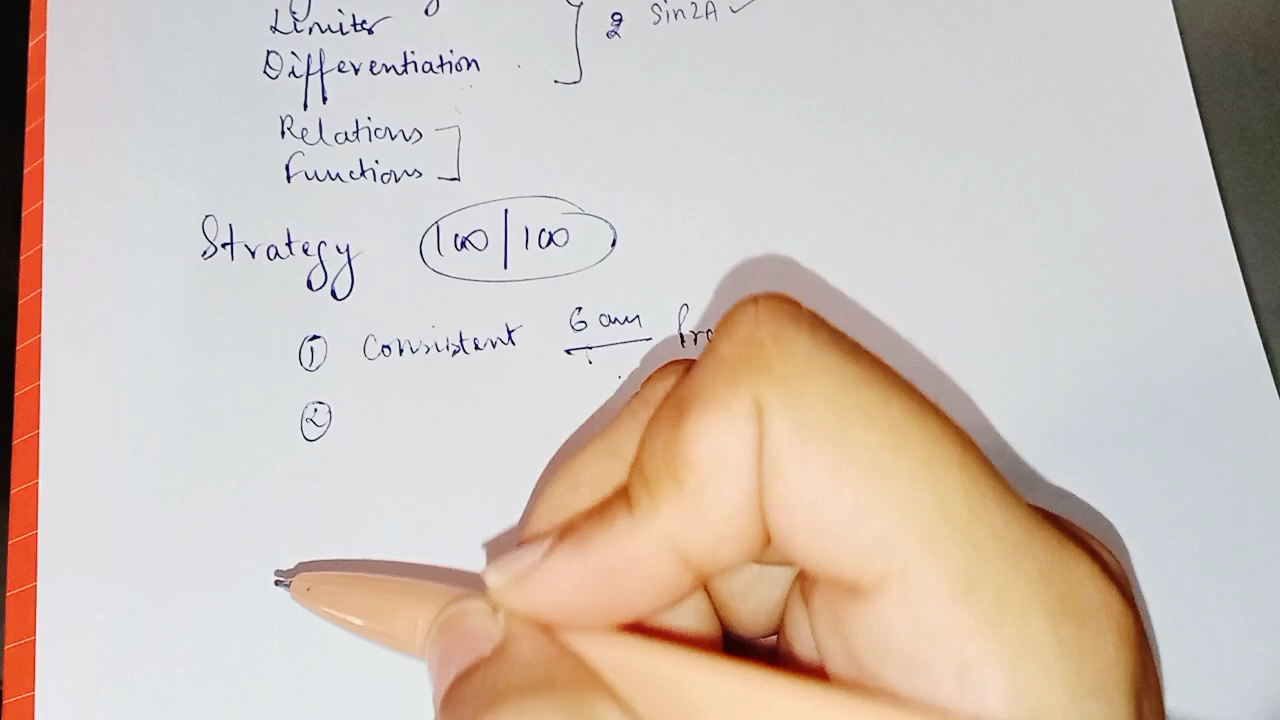 Limits
2 sin2A ✓
Differentiation
Relations
Functions
Strategy 100/100
① Consistent 6 am
②